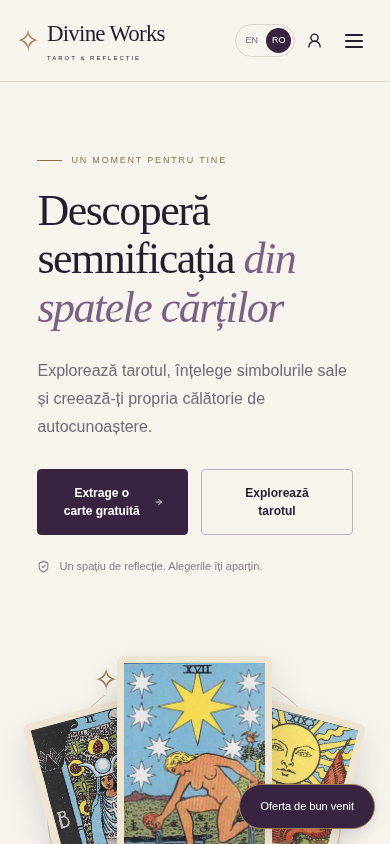 Divine Works
TAROT & REFLECȚIE
EN RO
UN MOMENT PENTRU TINE
Descoperă
semnificația din
spatele cărților
Explorează tarotul, înțelege simbolurile sale
și creează-ți propria călătorie de
autocunoaștere.
Extrage o
carte gratuită
Explorează
tarotul
Un spațiu de reflecție. Alegerile îți aparțin.
XVII
II
B
Oferta de bun venit